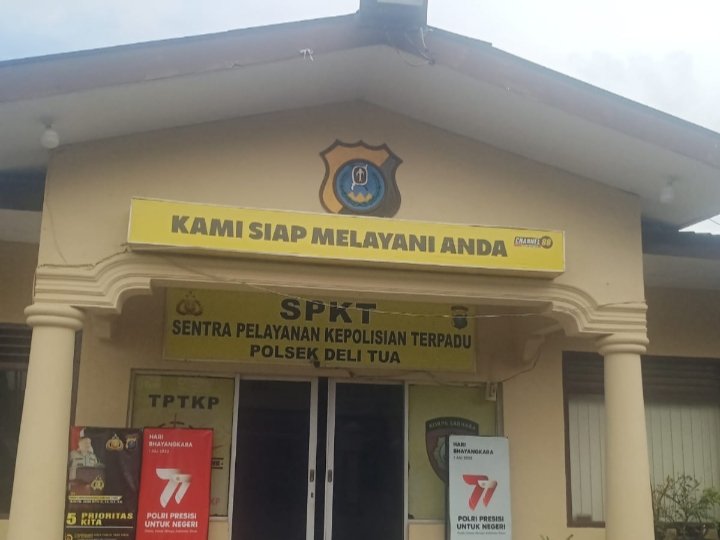 KAMI SIAP MELAYANI ANDA
CHANNEL 88
SPKT
SENTRA PELAYANAN KEPOLISIAN TERPADU
POLSEK DELI TUA
TPTKP
HARI
BHAYANGKARA
77
POLRI PRESISI
UNTUK NEGERI
5 PRIORITAS
KITA
HARI
BHAYANGKARA
77
POLRI PRESISI
UNTUK NEGERI